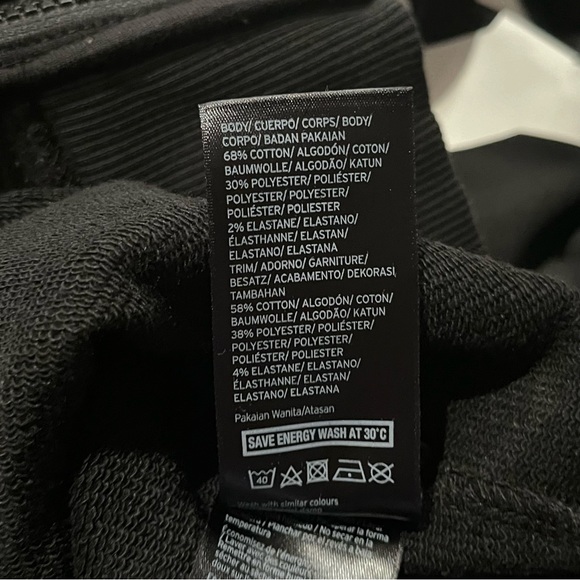 BODY/ CUERPO/ CORPS/ BODY/
CORPO/ BADAN PAKAIAN
68% COTTON/ ALGODÓN/ COTON/
BAUMWOLLE/ ALGODÃO/ KATUN
30% POLYESTER/ POLIÉSTER/
POLYESTER/ POLYESTER/
POLIÉSTER/ POLIESTER
2% ELASTANE/ ELASTANO/
ÉLASTHANNE/ ELASTAN/
ELASTANO/ ELASTANA
TRIM/ ADORNO/ GARNITURE/
BESATZ/ ACABAMENTO/ DEKORASI
TAMBAHAN
58% COTTON/ ALGODÓN/ COTON/
BAUMWOLLE/ ALGODÃO/ KATUN
38% POLYESTER/ POLIÉSTER/
POLYESTER/ POLYESTER/
POLIÉSTER/ POLIESTER
4% ELASTANE/ ELASTANO/
ÉLASTHANNE/ ELASTAN/
ELASTANO/ ELASTANA
Pakaian Wanita/Atasan
SAVE ENERGY WASH AT 30°C
40
Wash with similar colours
temperatura